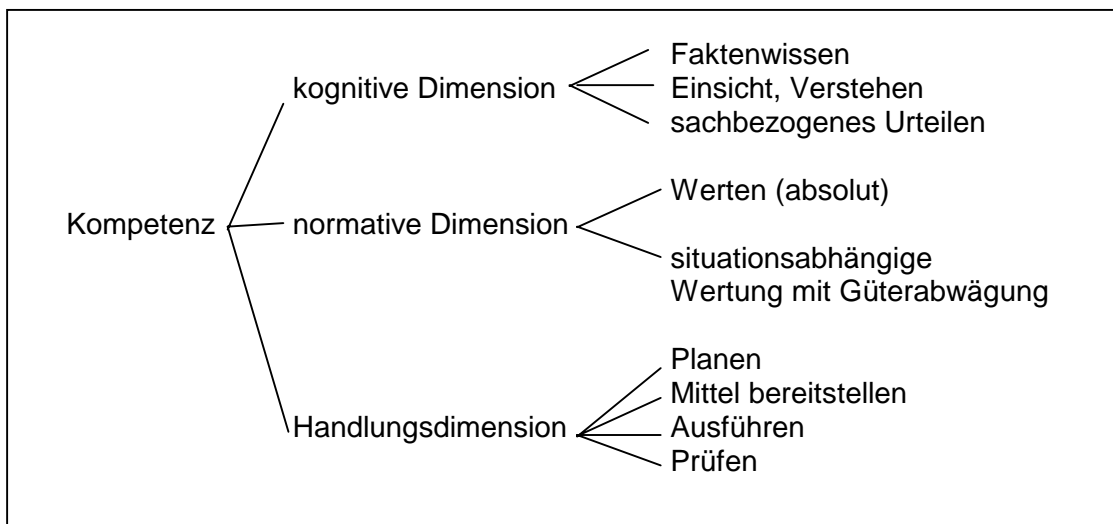 Kompetenz
kognitive Dimension
Faktenwissen
Einsicht, Verstehen
sachbezogenes Urteilen
normative Dimension
Werten (absolut)
situationsabhängige
Wertung mit Güterabwägung
Handlungsdimension
Planen
Mittel bereitstellen
Ausführen
Prüfen